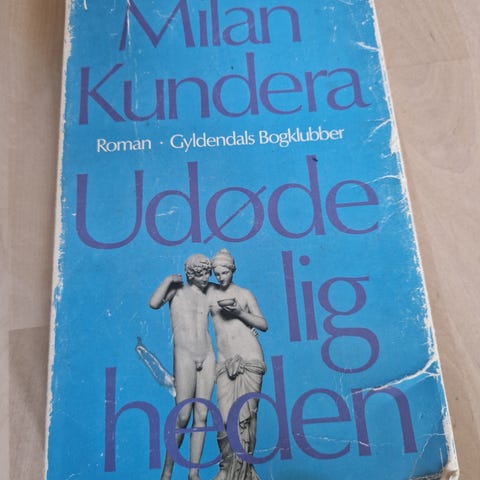 Milan
Kundera
Roman · Gyldendals Bogklubber
Udøde
lig
heden